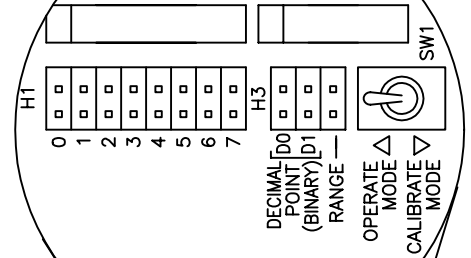 SW1
H1
H3
0 1 2 3 4 5 6 7
D0
D1
DECIMAL
POINT
(BINARY)
RANGE
OPERATE
MODE
CALIBRATE
MODE